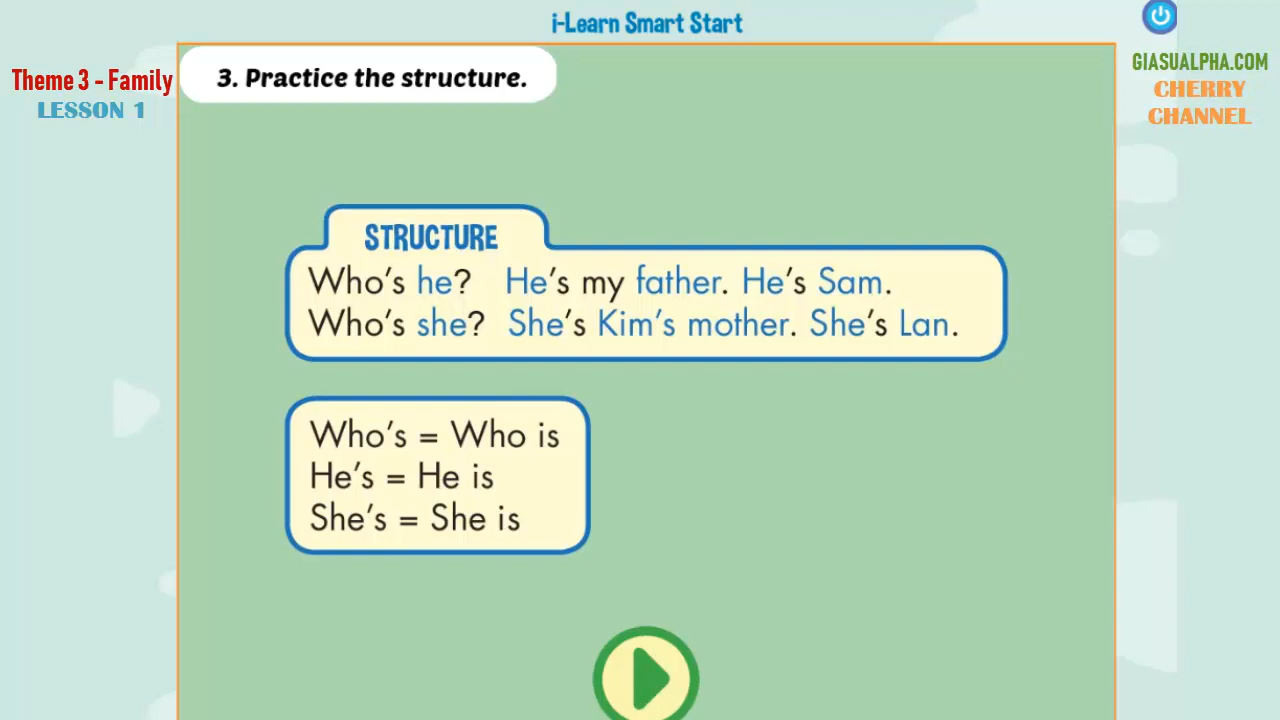 i-Learn Smart Start
Theme 3 - Family
LESSON 1
3. Practice the structure.
GIASUALPHA.COM
CHERRY
CHANNEL
STRUCTURE
Who's he? He's my father. He's Sam.
Who's she? She's Kim's mother. She's Lan.
Who's = Who is
He's = He is
She's = She is